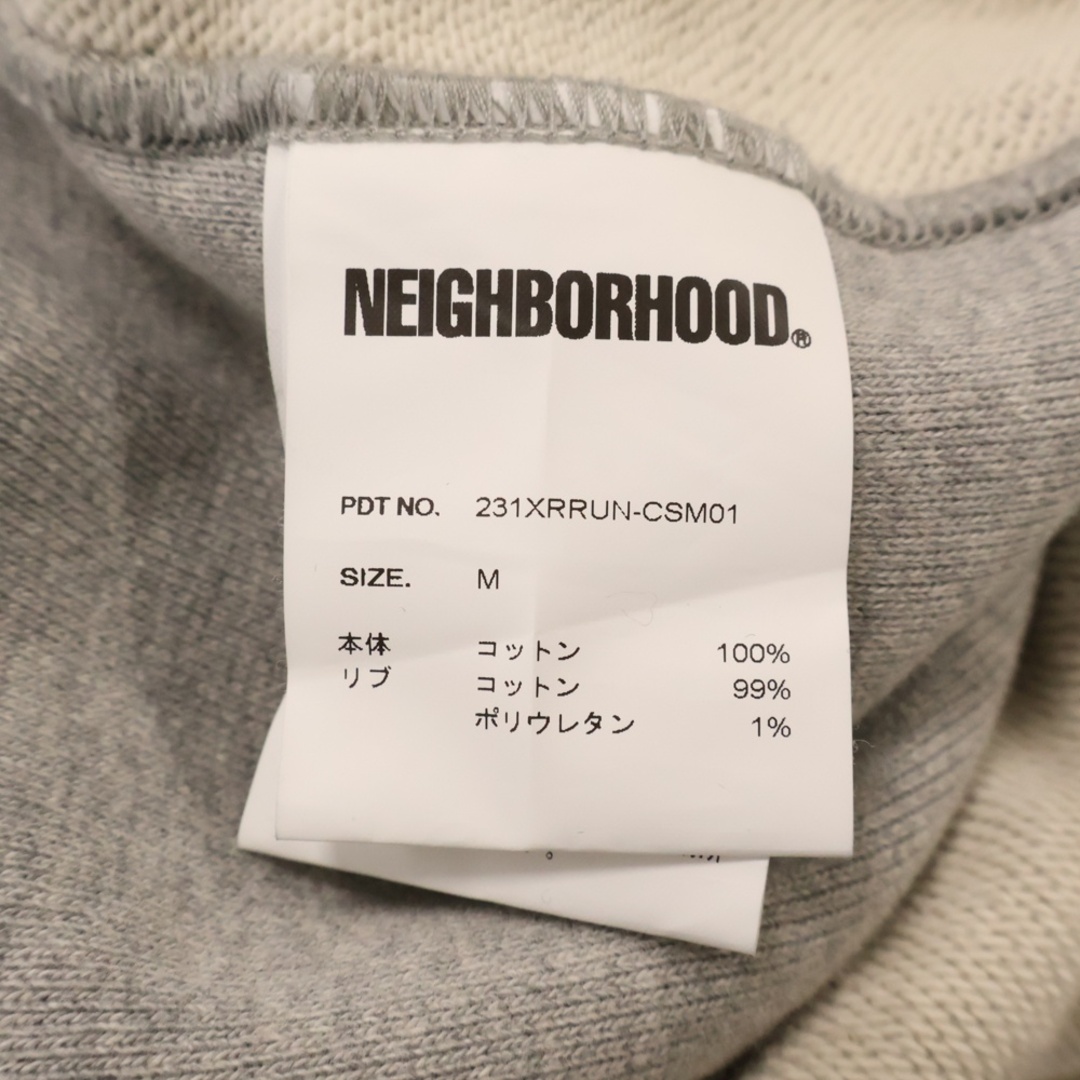 NEIGHBORHOOD®
PDT NO. 231XRRUN-CSM01
SIZE. M
本体 コットン 100%
リブ コットン 99%
ポリウレタン 1%